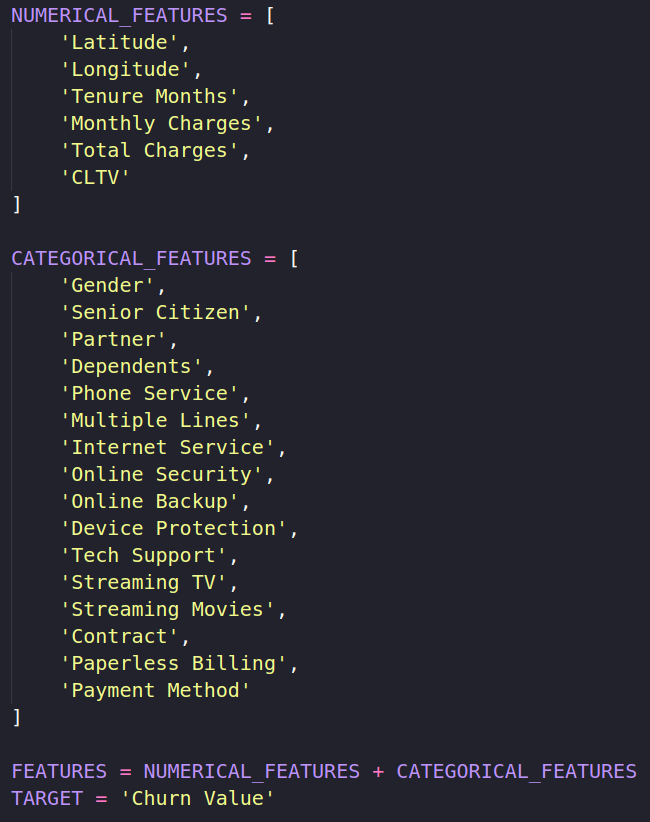 NUMERICAL_FEATURES = [
    'Latitude',
    'Longitude',
    'Tenure Months',
    'Monthly Charges',
    'Total Charges',
    'CLTV'
]

CATEGORICAL_FEATURES = [
    'Gender',
    'Senior Citizen',
    'Partner',
    'Dependents',
    'Phone Service',
    'Multiple Lines',
    'Internet Service',
    'Online Security',
    'Online Backup',
    'Device Protection',
    'Tech Support',
    'Streaming TV',
    'Streaming Movies',
    'Contract',
    'Paperless Billing',
    'Payment Method'
]

FEATURES = NUMERICAL_FEATURES + CATEGORICAL_FEATURES
TARGET = 'Churn Value'